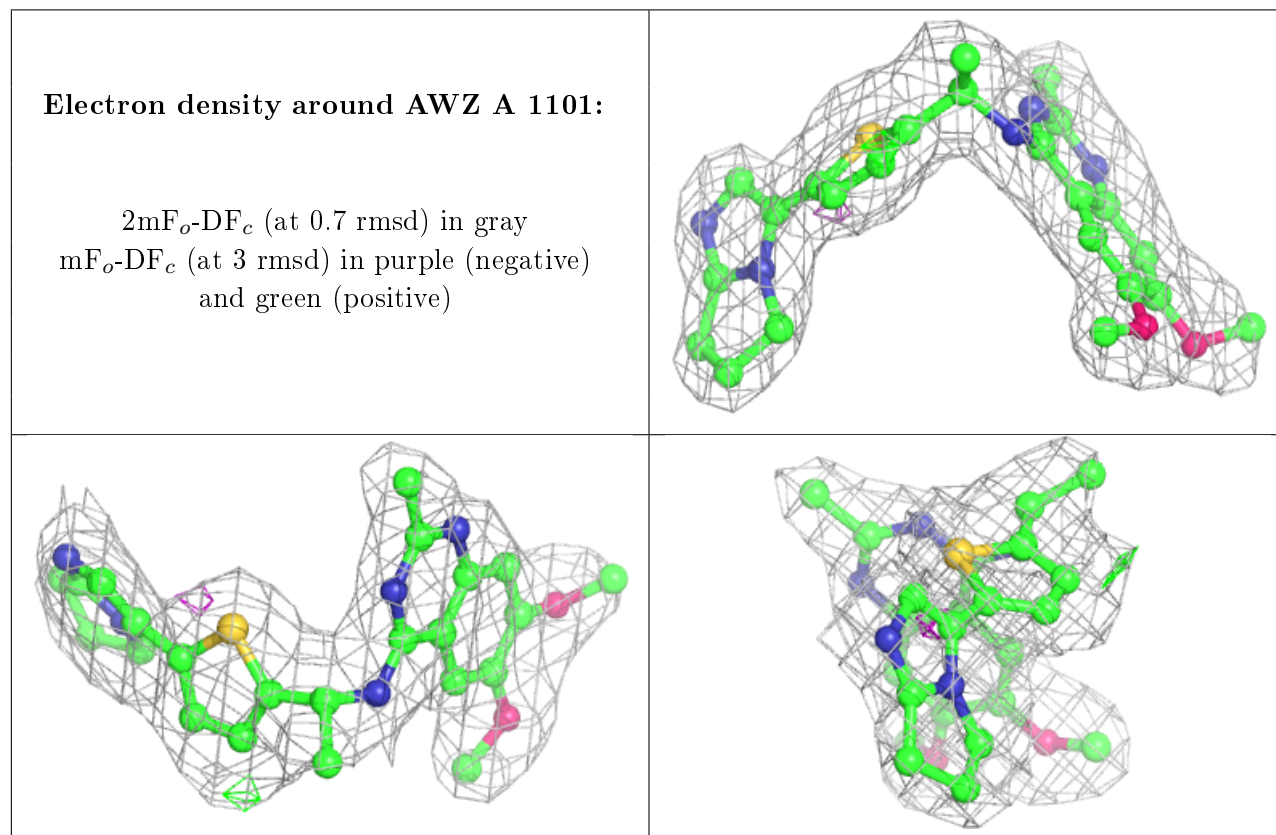 Electron density around AWZ A 1101:
2mFo-DFc (at 0.7 rmsd) in gray
mFo-DFc (at 3 rmsd) in purple (negative)
and green (positive)